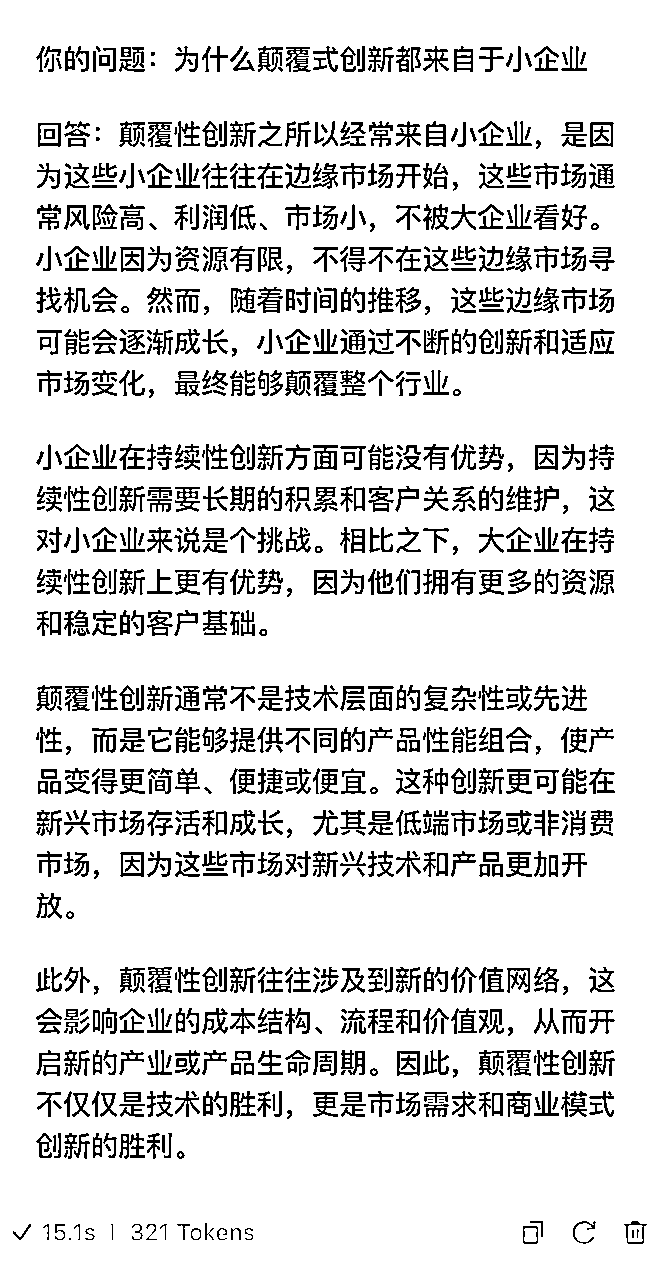 你的问题：为什么颠覆式创新都来自于小企业
回答：颠覆性创新之所以经常来自小企业，是因
为这些小企业往往在边缘市场开始，这些市场通
常风险高、利润低、市场小，不被大企业看好。
小企业因为资源有限，不得不在这些边缘市场寻
找机会。然而，随着时间的推移，这些边缘市场
可能会逐渐成长，小企业通过不断的创新和适应
市场变化，最终能够颠覆整个行业。
小企业在持续性创新方面可能没有优势，因为持
续性创新需要长期的积累和客户关系的维护，这
对小企业来说是个挑战。相比之下，大企业在持
续性创新上更有优势，因为他们拥有更多的资源
和稳定的客户基础。
颠覆性创新通常不是技术层面的复杂性或先进
性，而是它能够提供不同的产品性能组合，使产
品变得更简单、便捷或便宜。这种创新更可能在
新兴市场存活和成长，尤其是低端市场或非消费
市场，因为这些市场对新兴技术和产品更加开
放。
此外，颠覆性创新往往涉及到新的价值网络，这
会影响企业的成本结构、流程和价值观，从而开
启新的产业或产品生命周期。因此，颠覆性创新
不仅仅是技术的胜利，更是市场需求和商业模式
创新的胜利。
15.1s | 321 Tokens